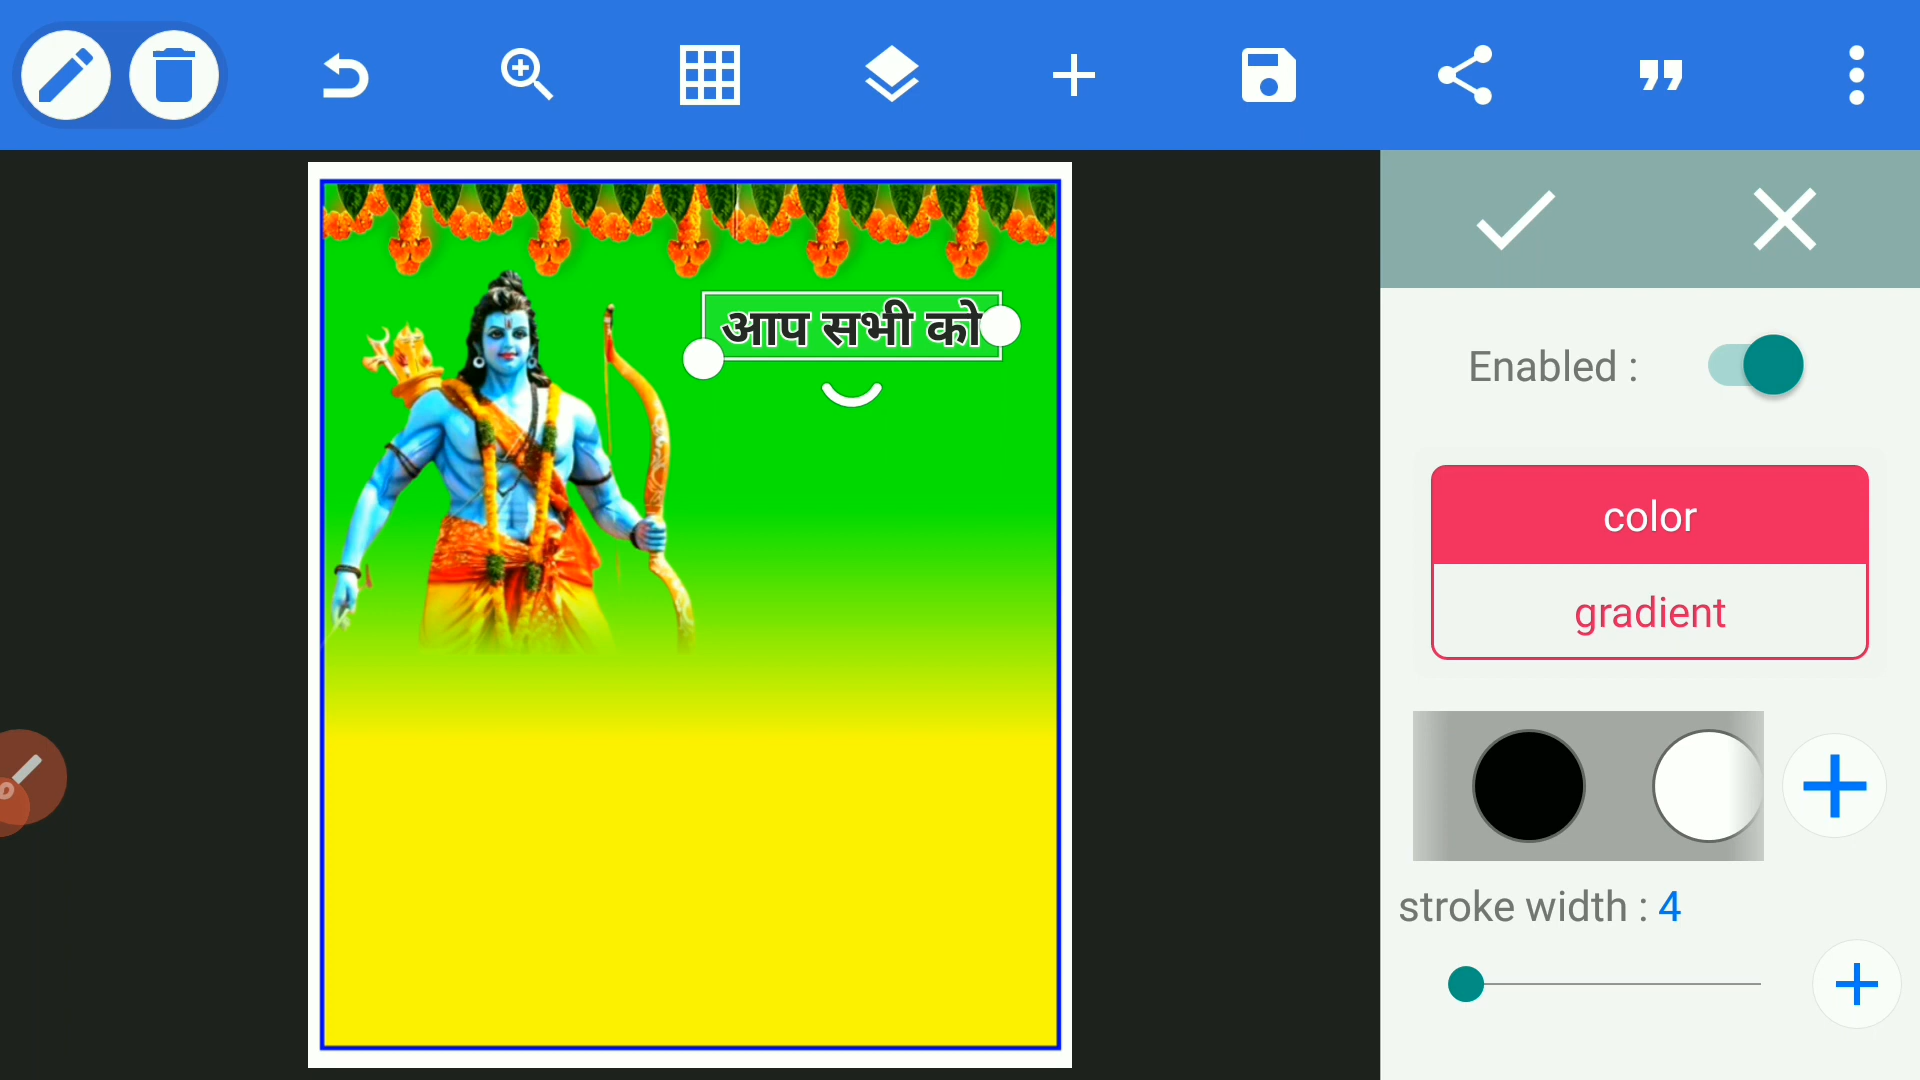 आप सभी को
Enabled :
color
gradient
stroke width : 4